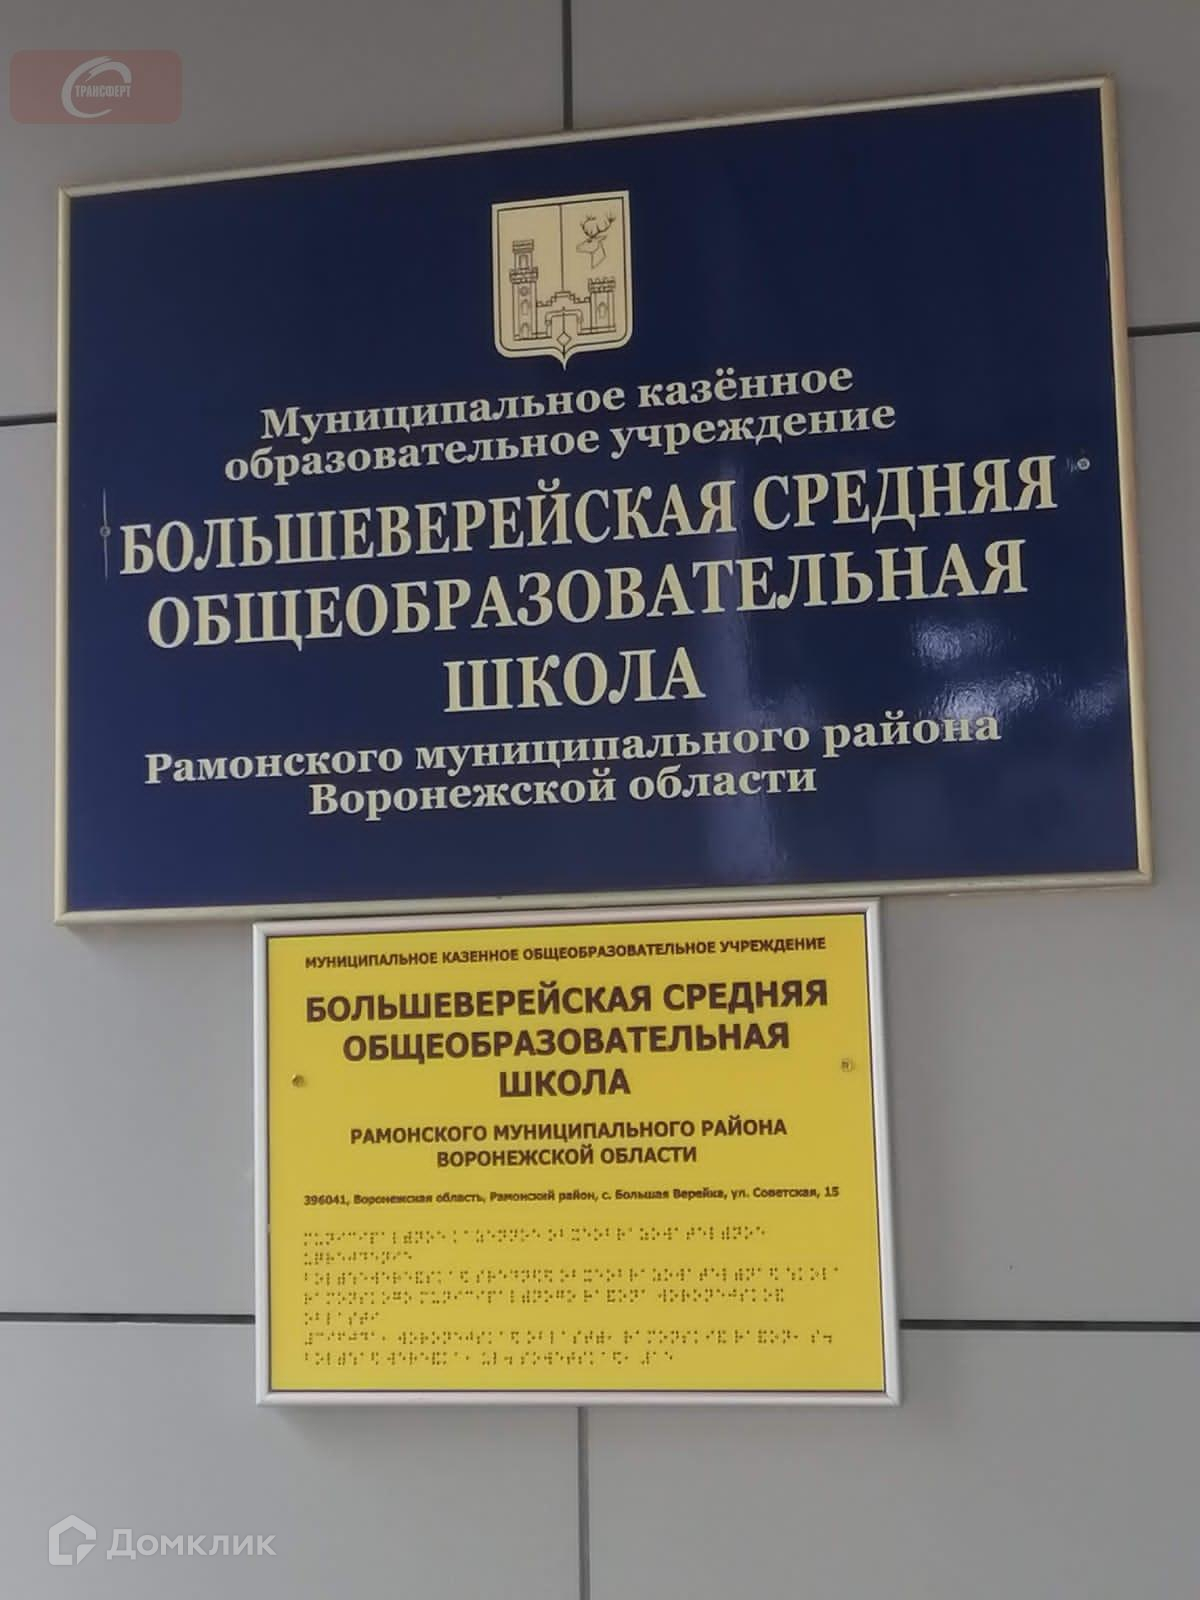 ТРАНСФЕРТ
Муниципальное казённое
образовательное учреждение
БОЛЬШЕВЕРЕЙСКАЯ СРЕДНЯЯ
ОБЩЕОБРАЗОВАТЕЛЬНАЯ
ШКОЛА
Рамонского муниципального района
Воронежской области
МУНИЦИПАЛЬНОЕ КАЗЕННОЕ ОБЩЕОБРАЗОВАТЕЛЬНОЕ УЧРЕЖДЕНИЕ
БОЛЬШЕВЕРЕЙСКАЯ СРЕДНЯЯ
ОБЩЕОБРАЗОВАТЕЛЬНАЯ
ШКОЛА
РАМОНСКОГО МУНИЦИПАЛЬНОГО РАЙОНА
ВОРОНЕЖСКОЙ ОБЛАСТИ
396041, Воронежская область, Рамонский район, с. Большая Верейка, ул. Советская, 15
Домклик